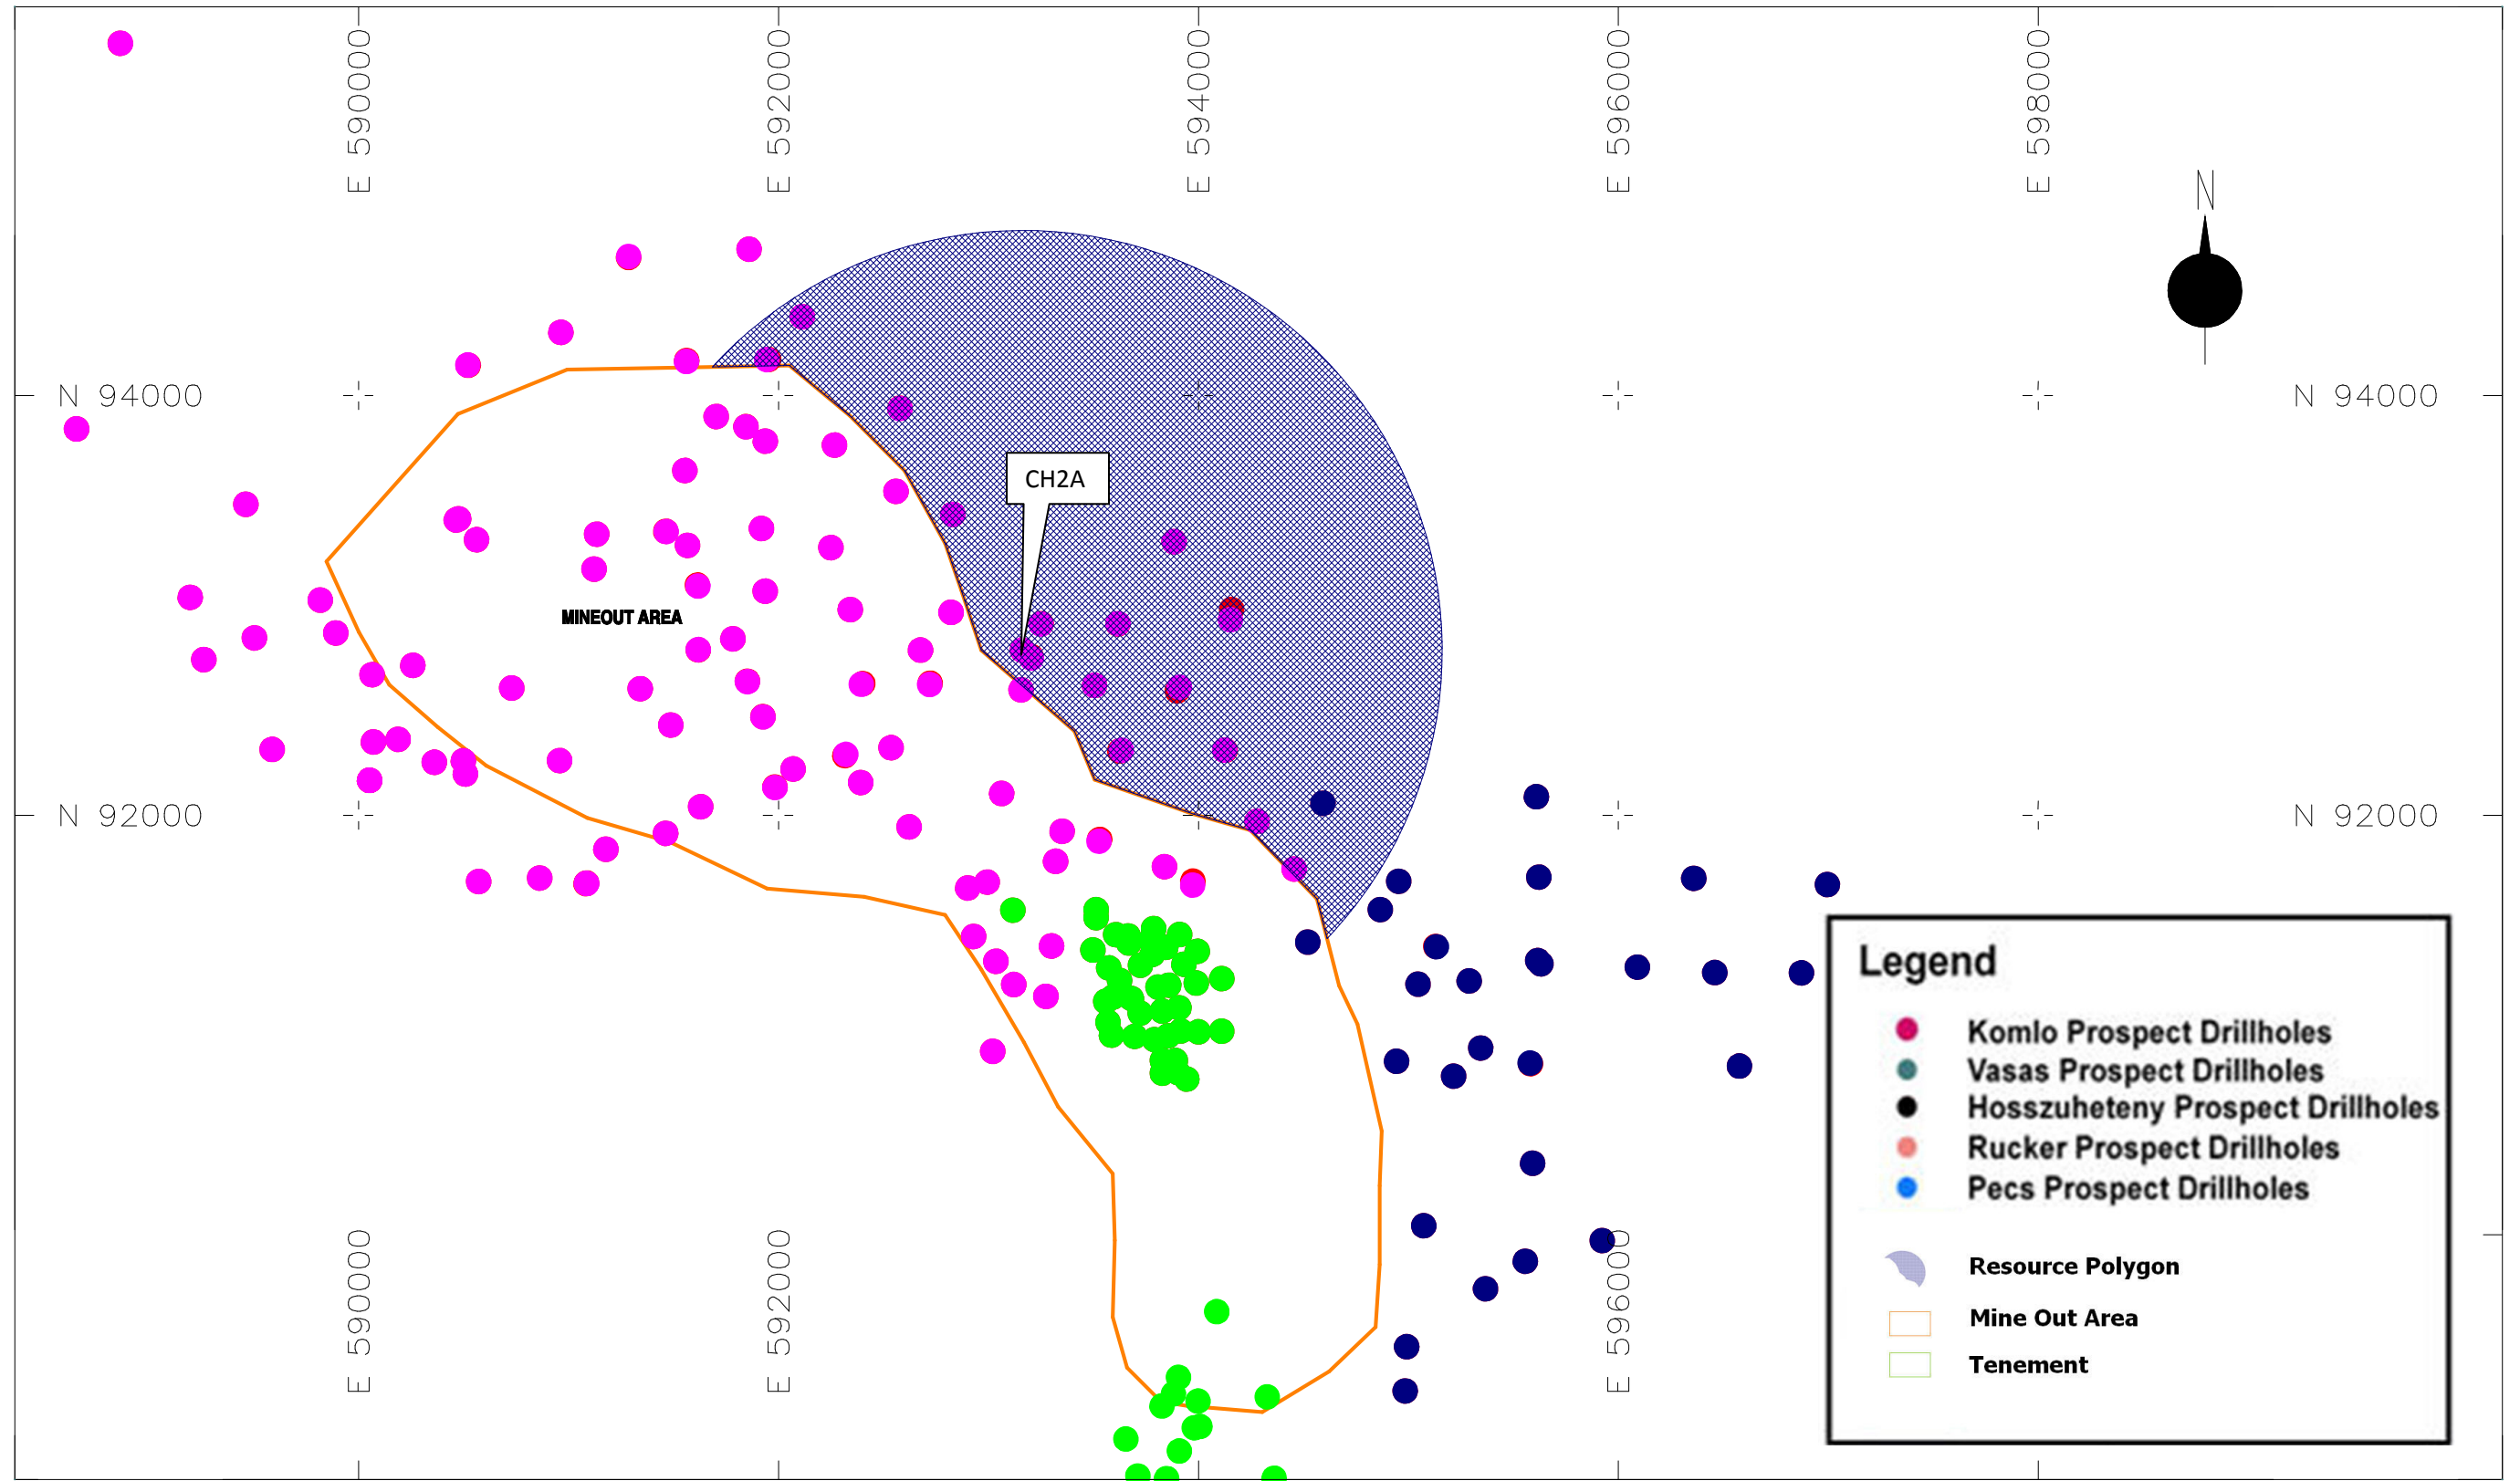 E 590000
E 592000
E 594000
E 596000
E 598000
N
N 94000
N 94000
CH2A
MINEOUT AREA
N 92000
N 92000
E 590000
E 592000
E 596000
Legend
Komlo Prospect Drillholes
Vasas Prospect Drillholes
Hosszuheteny Prospect Drillholes
Rucker Prospect Drillholes
Pecs Prospect Drillholes
Resource Polygon
Mine Out Area
Tenement